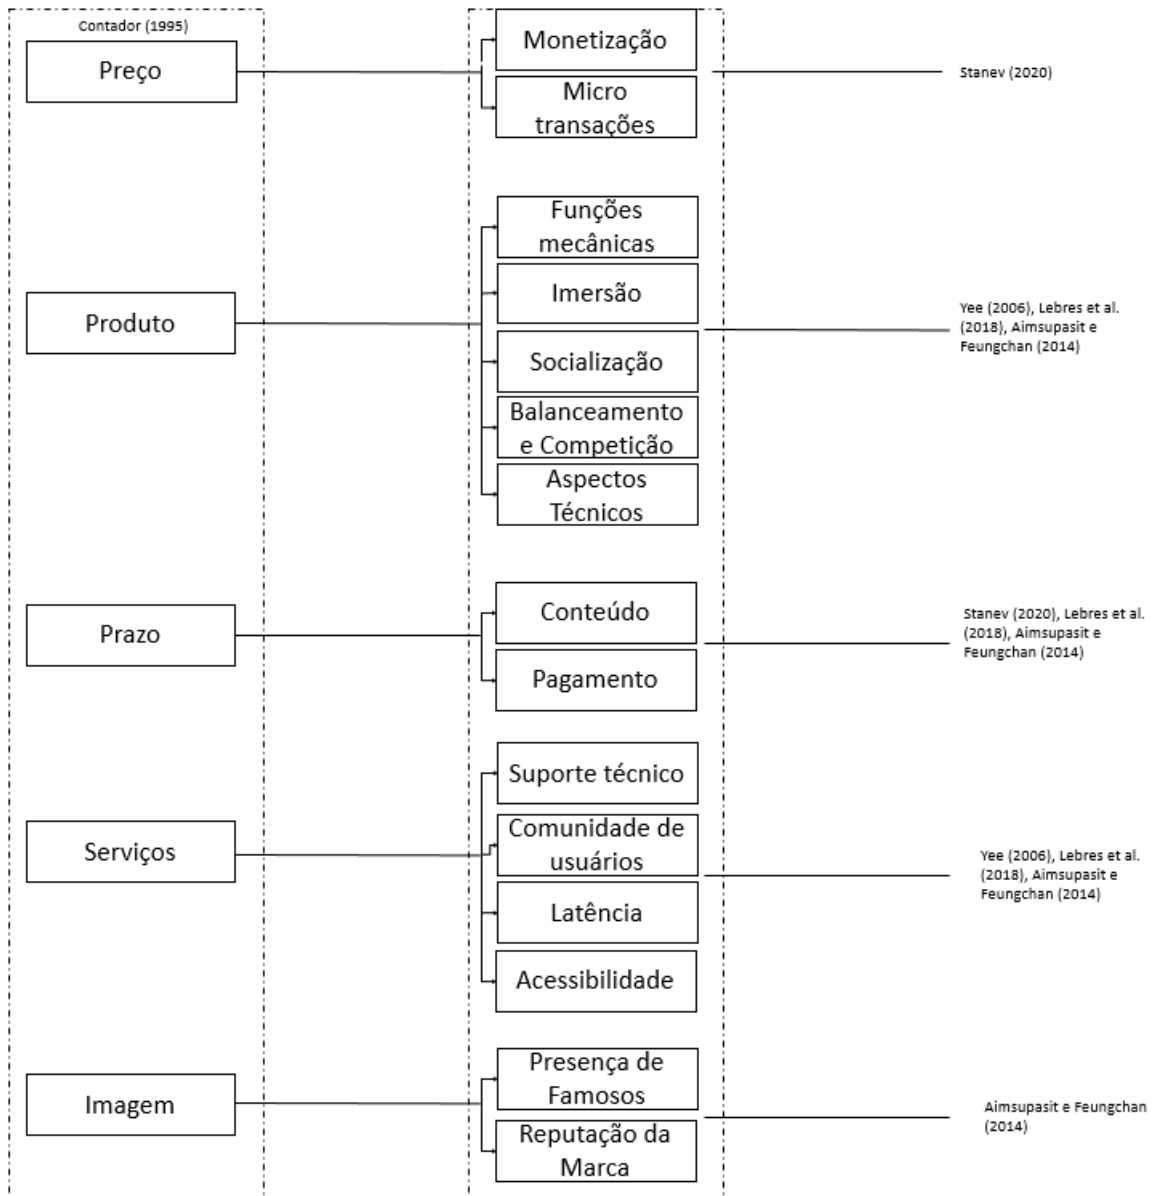 Contador (1995)
Preço
Monetização
Micro
transações
Stanev (2020)
Produto
Funções
mecânicas
Imersão
Socialização
Balanceamento
e Competição
Aspectos
Técnicos
Yee (2006), Lebres et al.
(2018), Aimsupasit e
Feungchan (2014)
Prazo
Conteúdo
Pagamento
Stanev (2020), Lebres et al.
(2018), Aimsupasit e
Feungchan (2014)
Serviços
Suporte técnico
Comunidade de
usuários
Latência
Acessibilidade
Yee (2006), Lebres et al.
(2018), Aimsupasit e
Feungchan (2014)
Imagem
Presença de
Famosos
Reputação da
Marca
Aimsupasit e Feungchan
(2014)